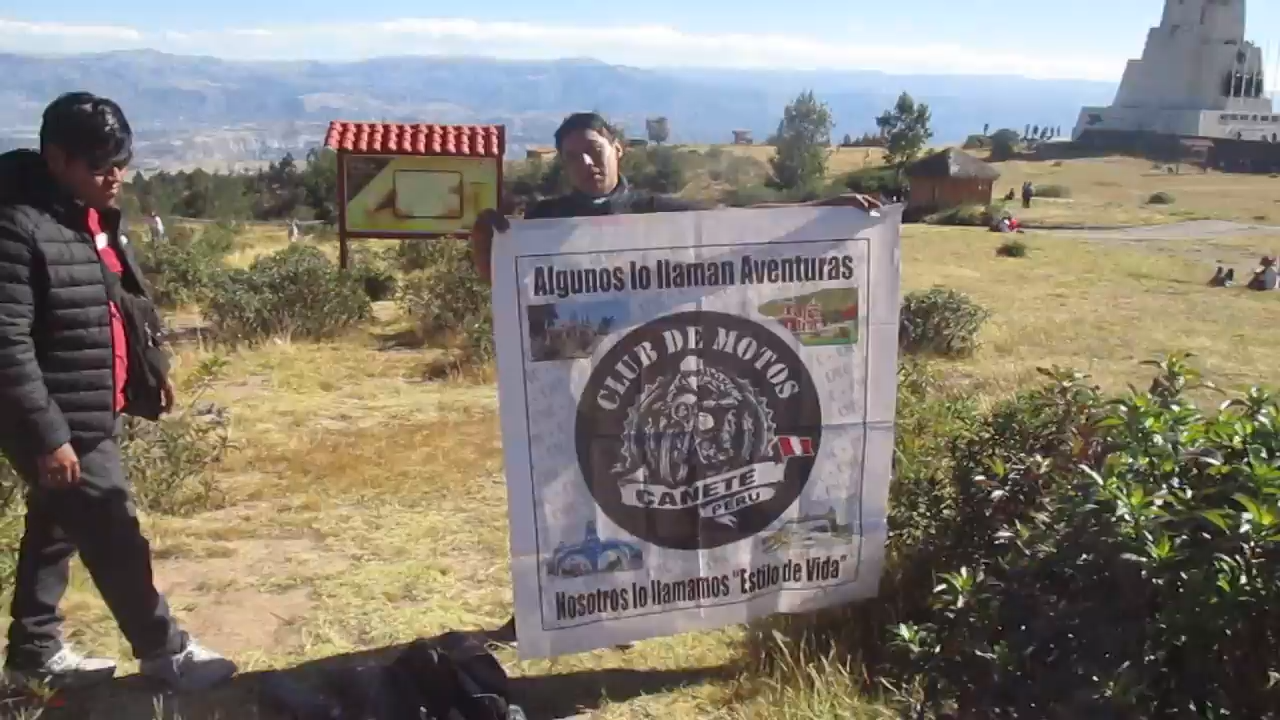 Algunos lo llaman Aventuras
CLUB DE MOTOS
CAÑETE
PERU
Nosotros lo llamamos "Estilo de Vida"